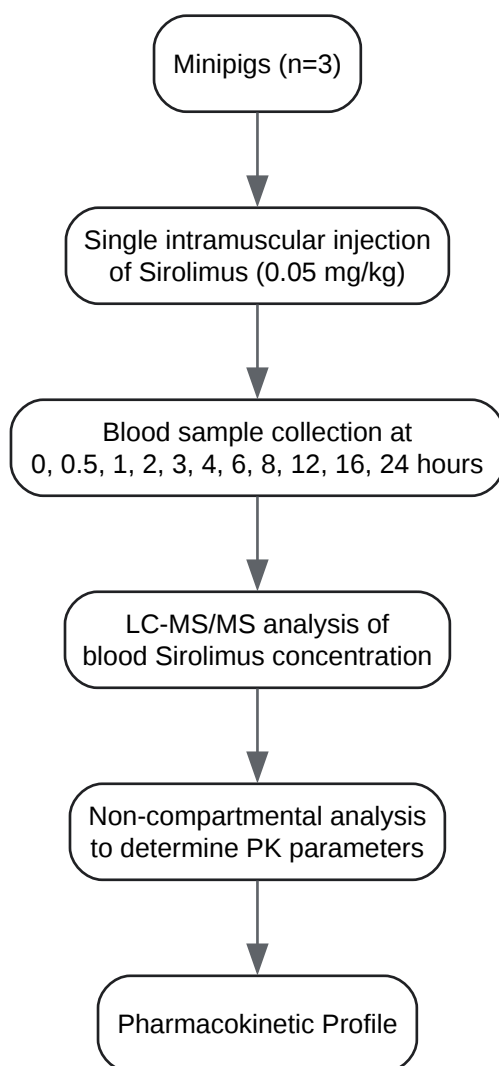 Minipigs (n=3)
Single intramuscular injection
of Sirolimus (0.05 mg/kg)
Blood sample collection at
0, 0.5, 1, 2, 3, 4, 6, 8, 12, 16, 24 hours
LC-MS/MS analysis of
blood Sirolimus concentration
Non-compartmental analysis
to determine PK parameters
Pharmacokinetic Profile